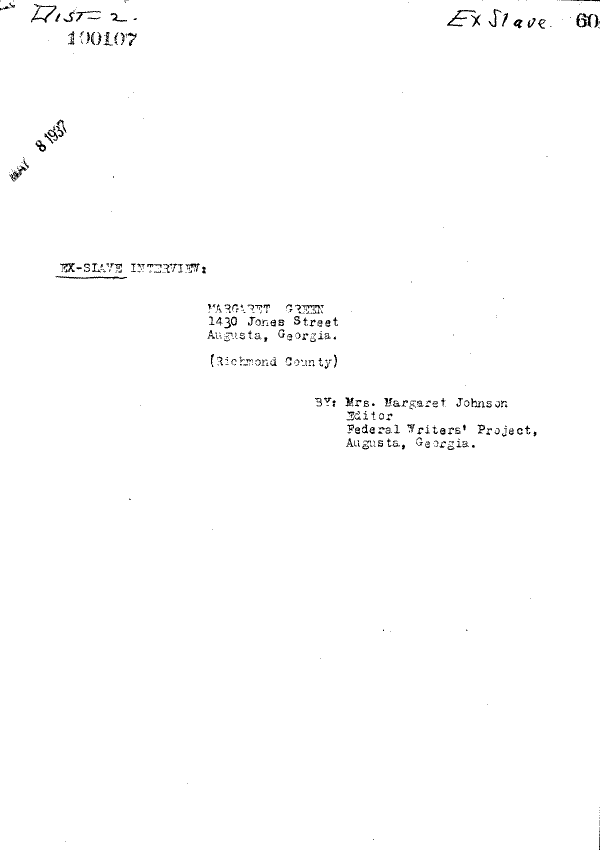 Dist- 2.
Ex Slave. 60
100107
MAY 8 1937
EX-SLAVE INTERVIEW:
MARGARET GREEN
1430 Jones Street
Augusta, Georgia.
(Richmond County)
BY: Mrs. Margaret Johnson
Editor
Federal Writers' Project,
Augusta, Georgia.